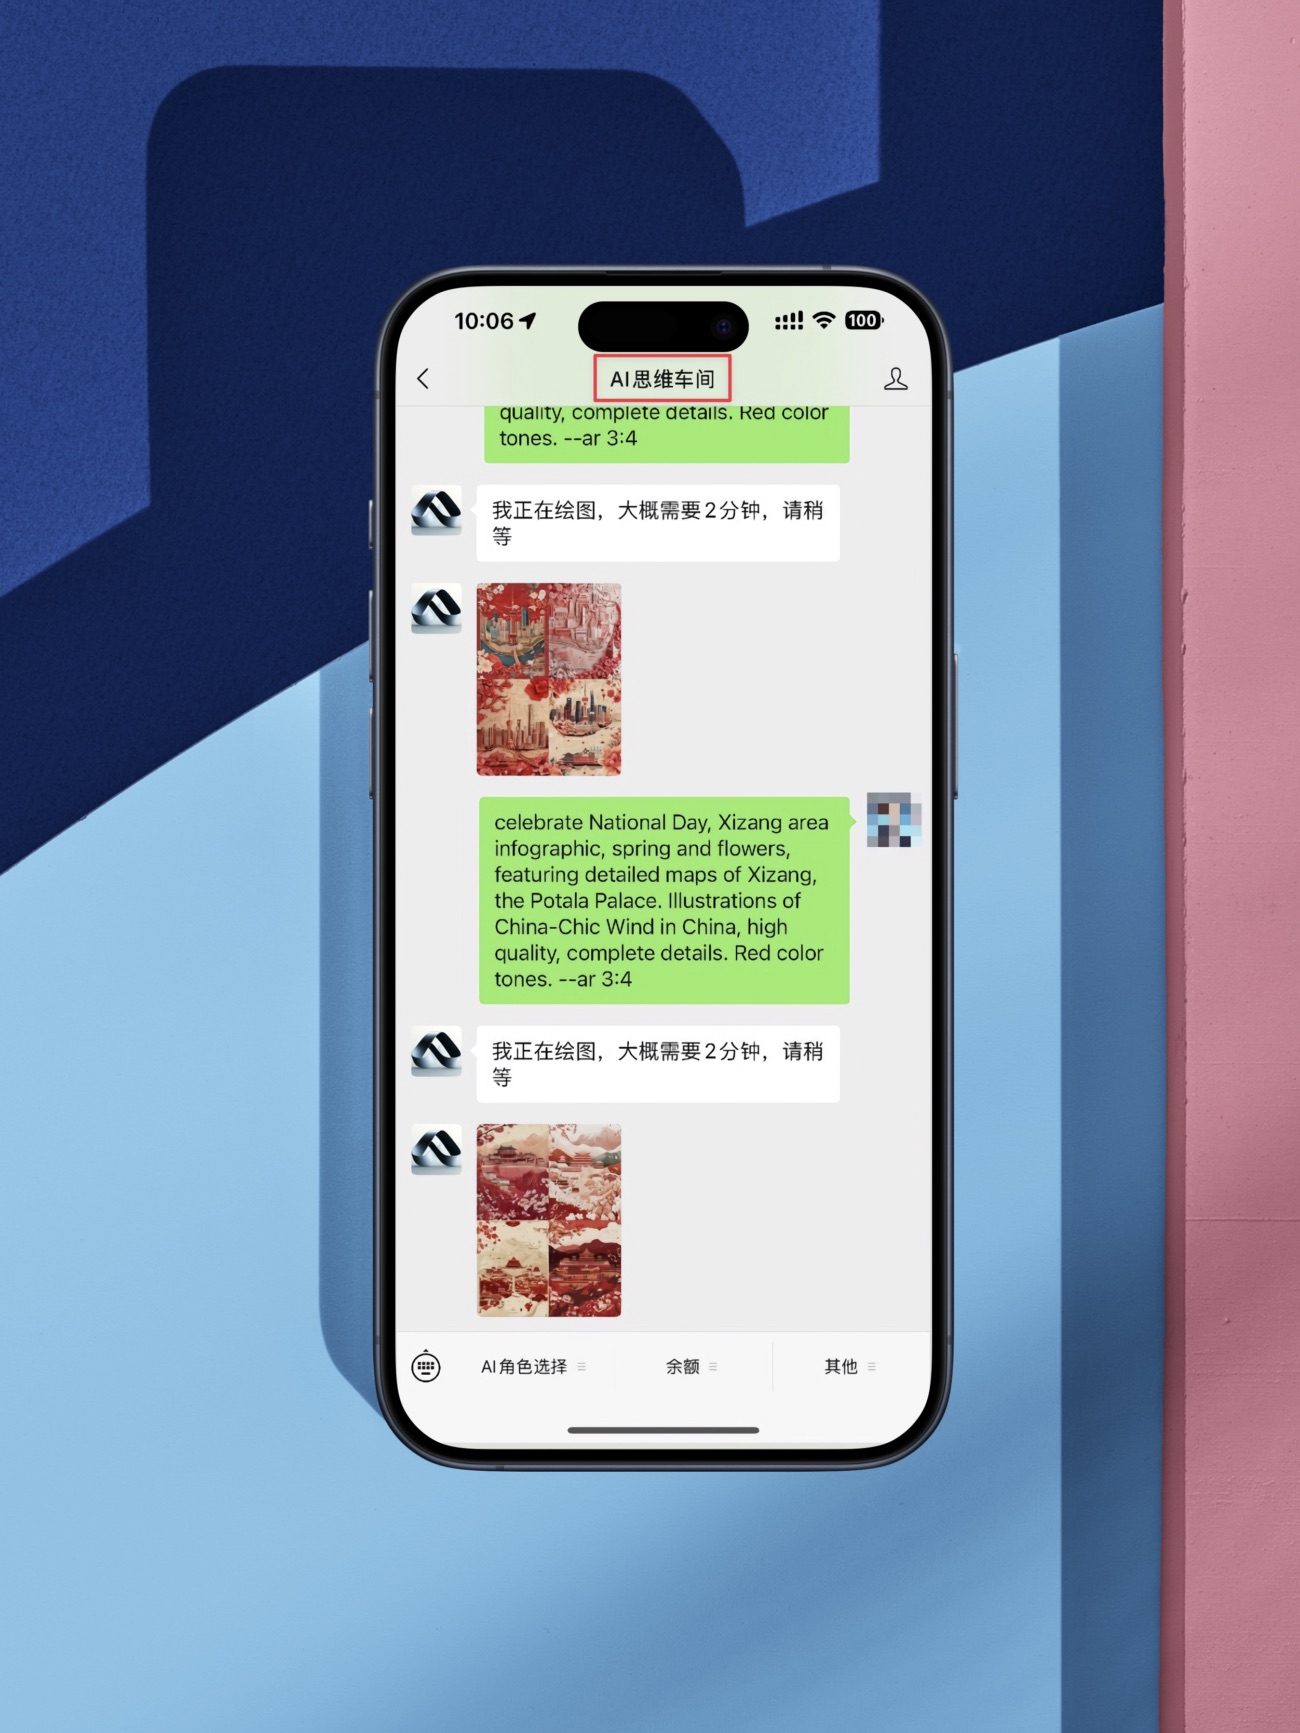 10:06
100
AI思维车间
quality, complete details. Red color
tones. --ar 3:4
我正在绘图，大概需要2分钟，请稍
等
celebrate National Day, Xizang area
infographic, spring and flowers,
featuring detailed maps of Xizang,
the Potala Palace. Illustrations of
China-Chic Wind in China, high
quality, complete details. Red color
tones. --ar 3:4
我正在绘图，大概需要2分钟，请稍
等
AI角色选择
余额
其他